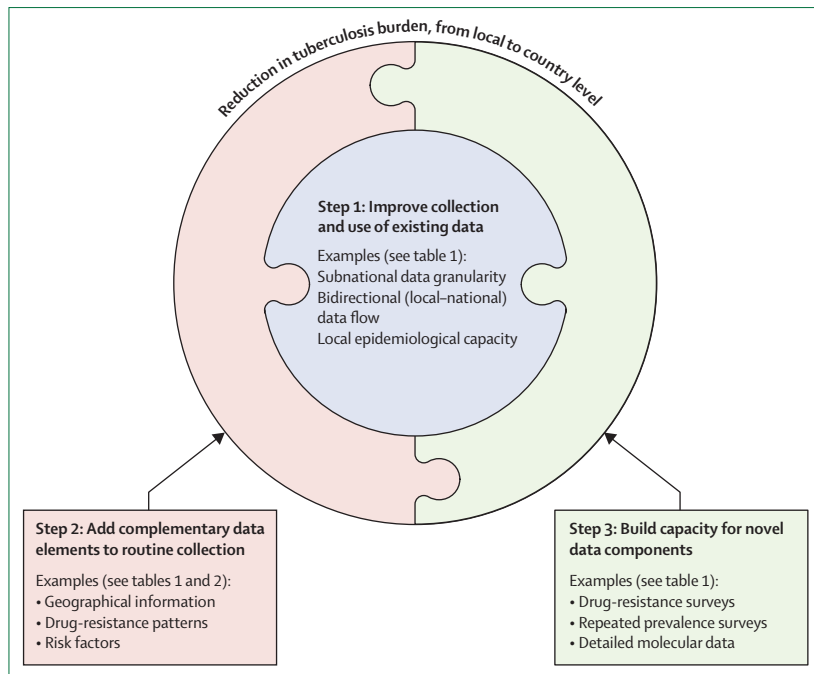 Reduction in tuberculosis burden, from local to country level
Step 1: Improve collection
and use of existing data
Examples (see table 1):
Subnational data granularity
Bidirectional (local–national)
data flow
Local epidemiological capacity
Step 2: Add complementary data
elements to routine collection
Examples (see tables 1 and 2):
• Geographical information
• Drug-resistance patterns
• Risk factors
Step 3: Build capacity for novel
data components
Examples (see table 1):
• Drug-resistance surveys
• Repeated prevalence surveys
• Detailed molecular data